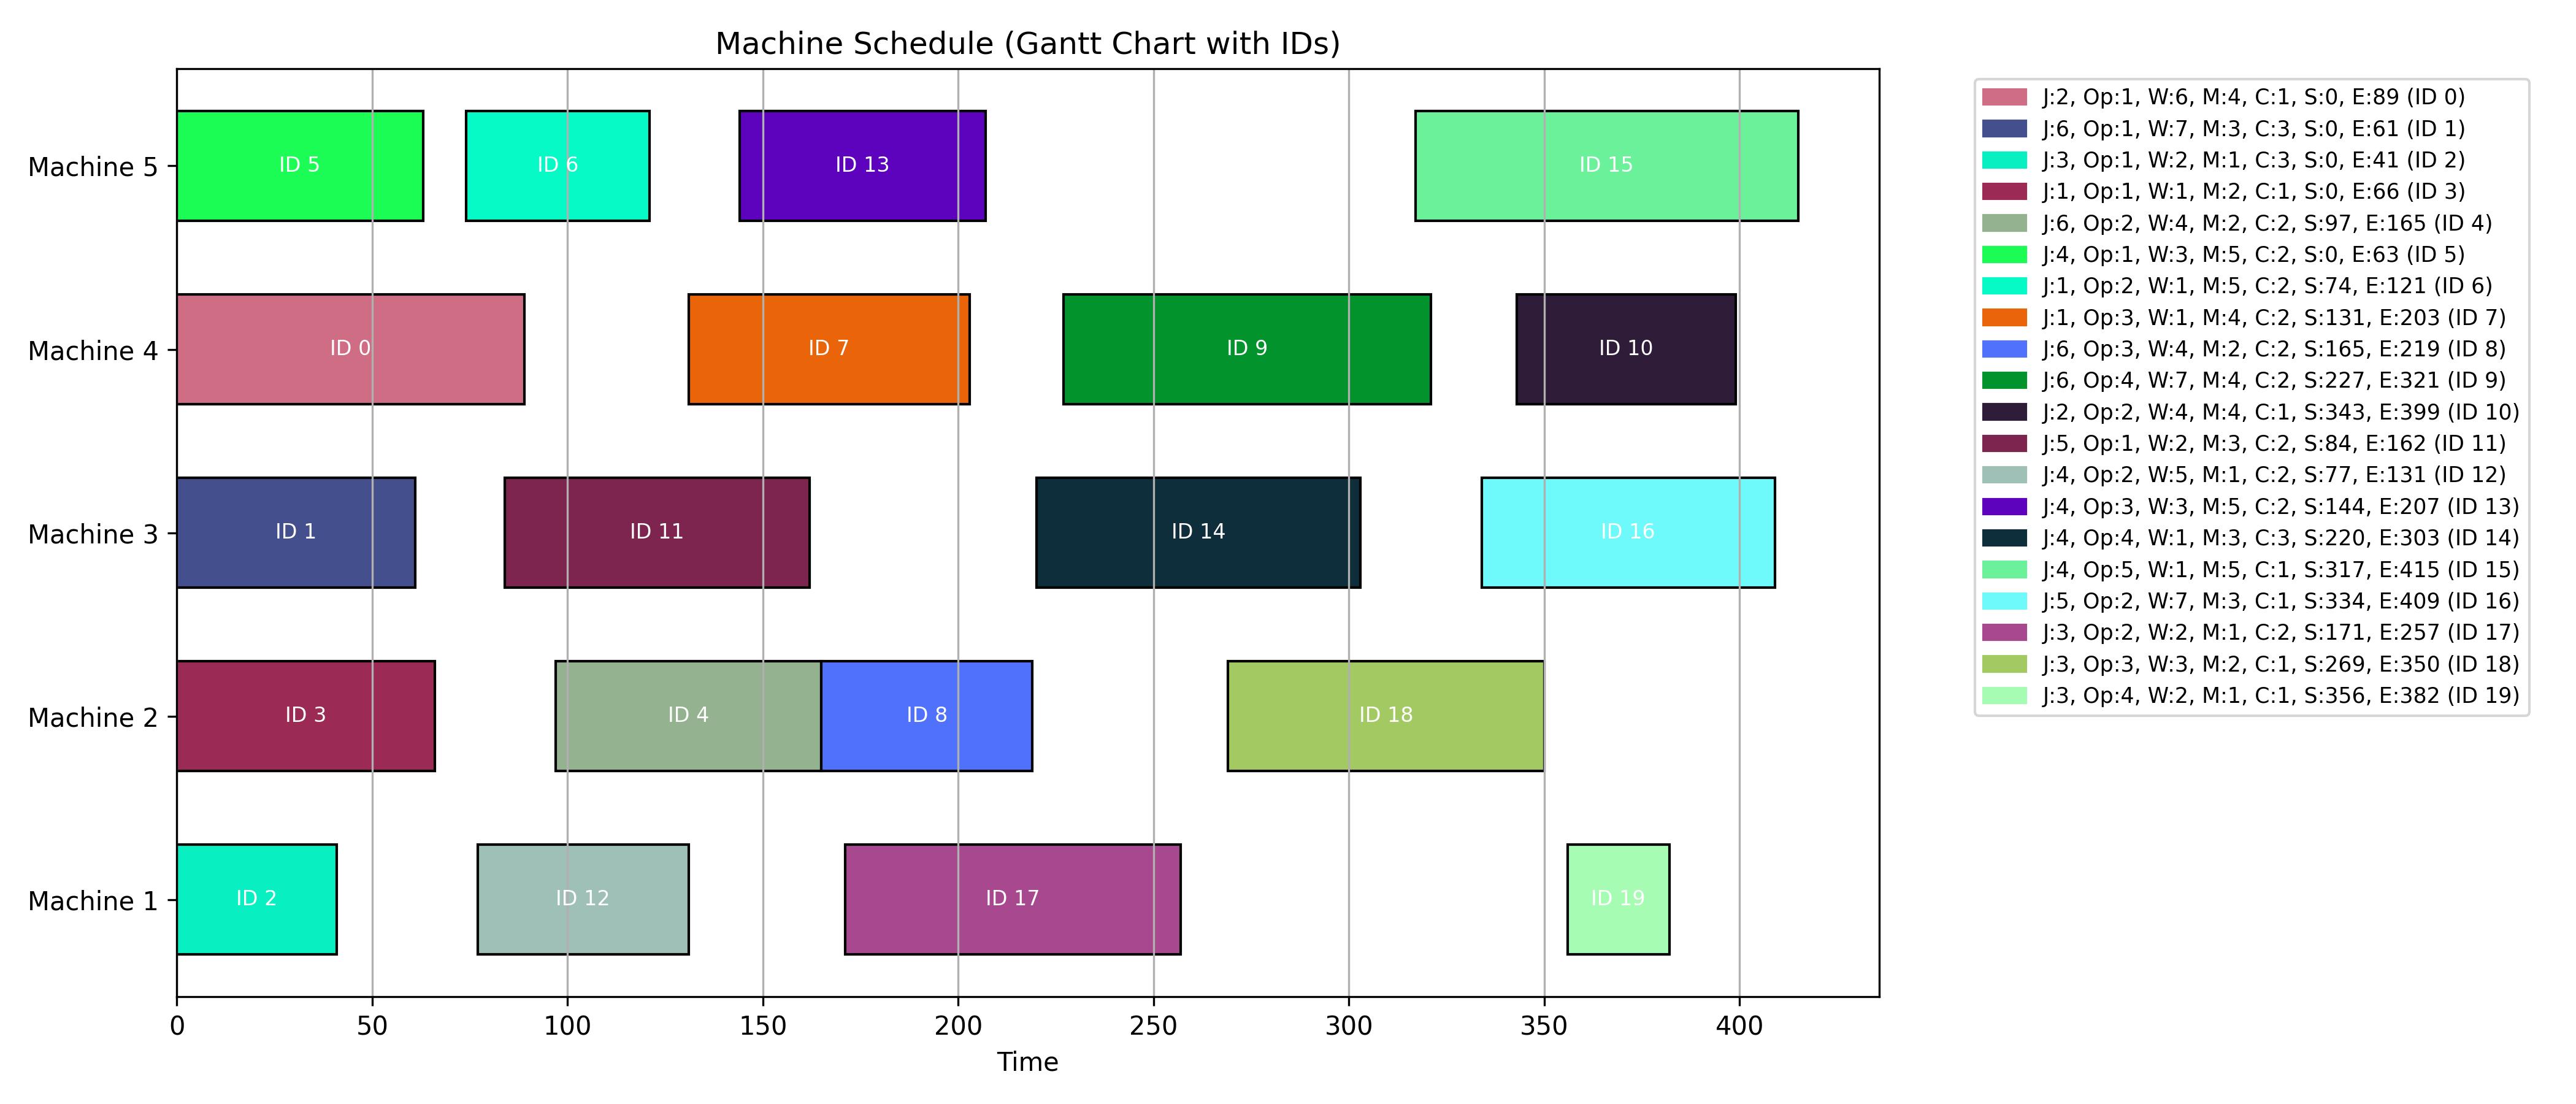 Machine Schedule (Gantt Chart with IDs)
Machine 5
ID 5
ID 6
ID 13
ID 15
Machine 4
ID 0
ID 7
ID 9
ID 10
Machine 3
ID 1
ID 11
ID 14
ID 16
Machine 2
ID 3
ID 4
ID 8
ID 18
Machine 1
ID 2
ID 12
ID 17
ID 19
0 50 100 150 200 250 300 350 400
Time
J:2, Op:1, W:6, M:4, C:1, S:0, E:89 (ID 0)
J:6, Op:1, W:7, M:3, C:3, S:0, E:61 (ID 1)
J:3, Op:1, W:2, M:1, C:3, S:0, E:41 (ID 2)
J:1, Op:1, W:1, M:2, C:1, S:0, E:66 (ID 3)
J:6, Op:2, W:4, M:2, C:2, S:97, E:165 (ID 4)
J:4, Op:1, W:3, M:5, C:2, S:0, E:63 (ID 5)
J:1, Op:2, W:1, M:5, C:2, S:74, E:121 (ID 6)
J:1, Op:3, W:1, M:4, C:2, S:131, E:203 (ID 7)
J:6, Op:3, W:4, M:2, C:2, S:165, E:219 (ID 8)
J:6, Op:4, W:7, M:4, C:2, S:227, E:321 (ID 9)
J:2, Op:2, W:4, M:4, C:1, S:343, E:399 (ID 10)
J:5, Op:1, W:2, M:3, C:2, S:84, E:162 (ID 11)
J:4, Op:2, W:5, M:1, C:2, S:77, E:131 (ID 12)
J:4, Op:3, W:3, M:5, C:2, S:144, E:207 (ID 13)
J:4, Op:4, W:1, M:3, C:3, S:220, E:303 (ID 14)
J:4, Op:5, W:1, M:5, C:1, S:317, E:415 (ID 15)
J:5, Op:2, W:7, M:3, C:1, S:334, E:409 (ID 16)
J:3, Op:2, W:2, M:1, C:2, S:171, E:257 (ID 17)
J:3, Op:3, W:3, M:2, C:1, S:269, E:350 (ID 18)
J:3, Op:4, W:2, M:1, C:1, S:356, E:382 (ID 19)